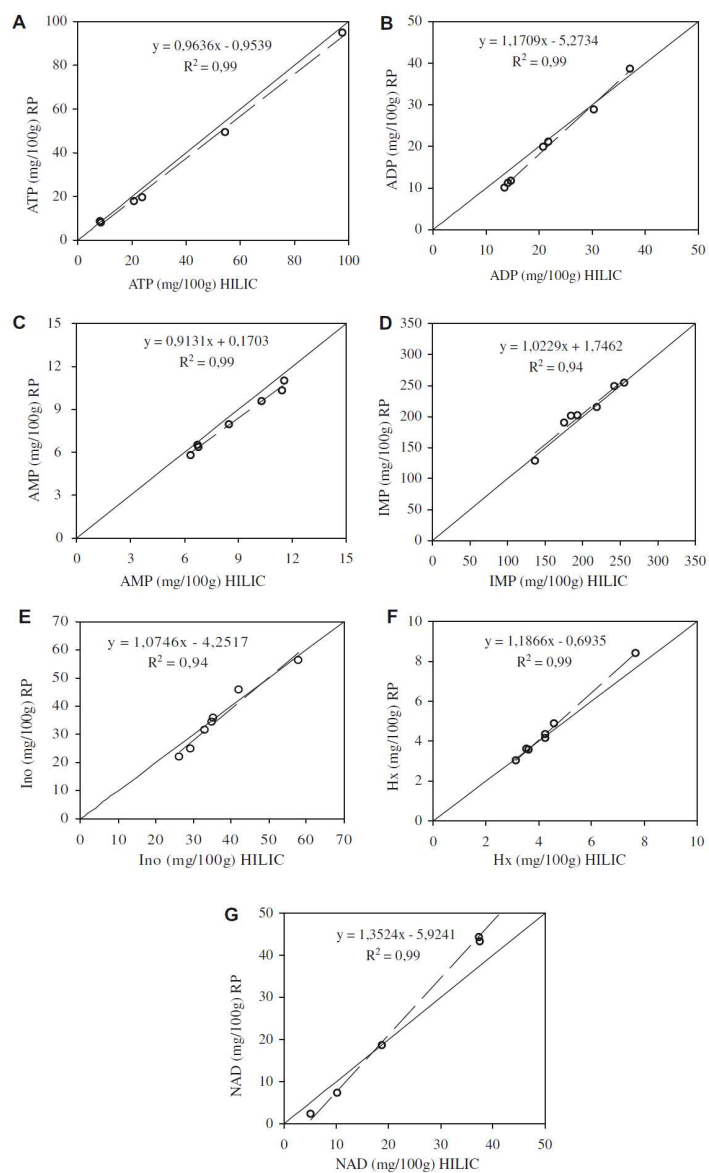 A
y = 0,9636x - 0,9539
R² = 0,99
ATP (mg/100g) RP
100
80
60
40
20
0
0 20 40 60 80 100
ATP (mg/100g) HILIC
B
y = 1,1709x - 5,2734
R² = 0,99
ADP (mg/100g) RP
50
40
30
20
10
0
0 10 20 30 40 50
ADP (mg/100g) HILIC
C
y = 0,9131x + 0,1703
R² = 0,99
AMP (mg/100g) RP
15
12
9
6
3
0
0 3 6 9 12 15
AMP (mg/100g) HILIC
D
y = 1,0229x + 1,7462
R² = 0,94
IMP (mg/100g) RP
350
300
250
200
150
100
50
0
0 50 100 150 200 250 300 350
IMP (mg/100g) HILIC
E
y = 1,0746x - 4,2517
R² = 0,94
Ino (mg/100g) RP
70
60
50
40
30
20
10
0
0 10 20 30 40 50 60 70
Ino (mg/100g) HILIC
F
y = 1,1866x - 0,6935
R² = 0,99
Hx (mg/100g) RP
10
8
6
4
2
0
0 2 4 6 8 10
Hx (mg/100g) HILIC
G
y = 1,3524x - 5,9241
R² = 0,99
NAD (mg/100g) RP
50
40
30
20
10
0
0 10 20 30 40 50
NAD (mg/100g) HILIC